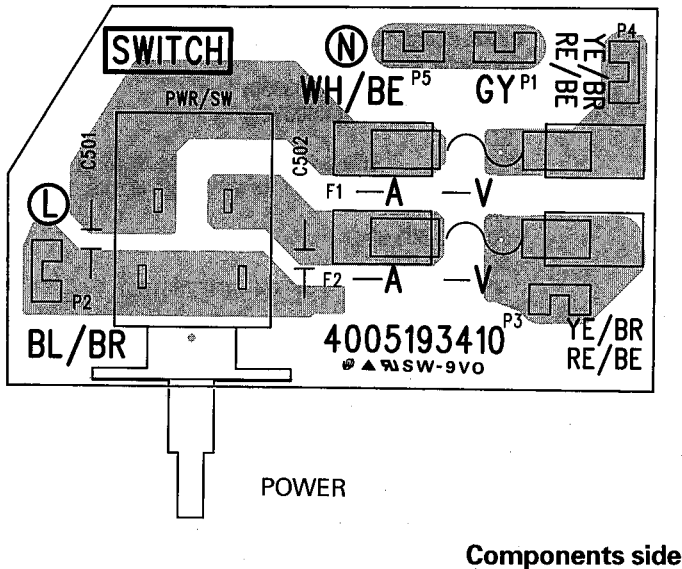 SWITCH
N
P4
YE/BR
RE/BE
WH/BE
P5
GY
P1
PWR/SW
C501
C502
F1
A
V
L
F2
A
V
P2
P3
BL/BR
4005193410
YE/BR
RE/BE
SW-9VO
POWER
Components side